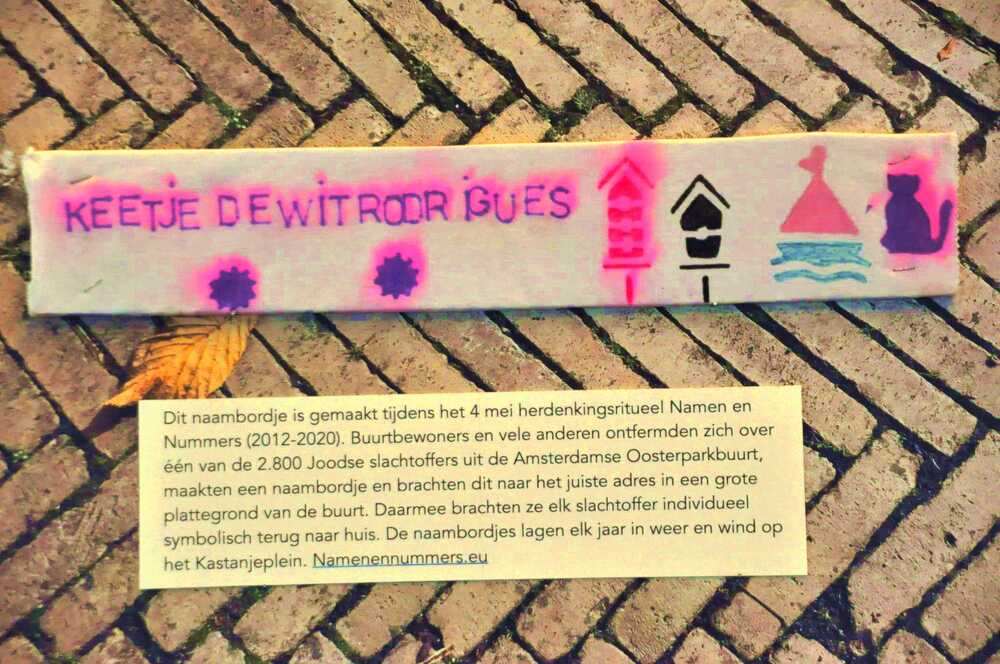 KEETJE DEWITRODRIGUES
Dit naambordje is gemaakt tijdens het 4 mei herdenkingsritueel Namen en
Nummers (2012-2020). Buurtbewoners en vele anderen ontfermden zich over
één van de 2.800 Joodse slachtoffers uit de Amsterdamse Oosterparkbuurt,
maakten een naambordje en brachten dit naar het juiste adres in een grote
plattegrond van de buurt. Daarmee brachten ze elk slachtoffer individueel
symbolisch terug naar huis. De naambordjes lagen elk jaar in weer en wind op
het Kastanjeplein. Namenennummers.eu